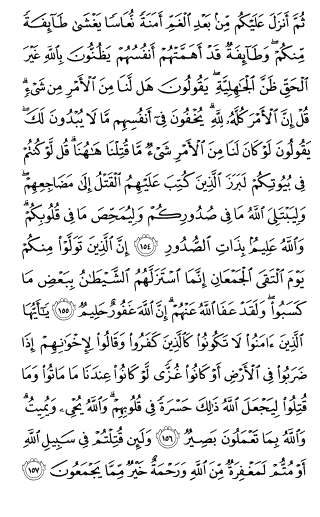 ثُمَّ أَنزَلَ عَلَيْكُم مِّنۢ بَعْدِ ٱلْغَمِّ أَمَنَةً نُّعَاسًا يَغْشَىٰ طَآئِفَةً
مِّنكُمْ ۖ وَطَآئِفَةٌ قَدْ أَهَمَّتْهُمْ أَنفُسُهُمْ يَظُنُّونَ بِٱللَّهِ غَيْرَ
ٱلْحَقِّ ظَنَّ ٱلْجَٰهِلِيَّةِ ۖ يَقُولُونَ هَل لَّنَا مِنَ ٱلْأَمْرِ مِن شَىْءٍ ۗ
قُلْ إِنَّ ٱلْأَمْرَ كُلَّهُۥ لِلَّهِ ۗ يُخْفُونَ فِىٓ أَنفُسِهِم مَّا لَا يُبْدُونَ لَكَ ۖ
يَقُولُونَ لَوْ كَانَ لَنَا مِنَ ٱلْأَمْرِ شَىْءٌ مَّا قُتِلْنَا هَٰهُنَا ۗ قُل لَّوْ كُنتُمْ
فِى بُيُوتِكُمْ لَبَرَزَ ٱلَّذِينَ كُتِبَ عَلَيْهِمُ ٱلْقَتْلُ إِلَىٰ مَضَاجِعِهِمْ ۖ
وَلِيَبْتَلِىَ ٱللَّهُ مَا فِى صُدُورِكُمْ وَلِيُمَحِّصَ مَا فِى قُلُوبِكُمْ ۗ
وَٱللَّهُ عَلِيمٌۢ بِذَاتِ ٱلصُّدُورِ ١٥٤ إِنَّ ٱلَّذِينَ تَوَلَّوْا۟ مِنكُمْ
يَوْمَ ٱلْتَقَى ٱلْجَمْعَانِ إِنَّمَا ٱسْتَزَلَّهُمُ ٱلشَّيْطَٰنُ بِبَعْضِ مَا
كَسَبُوا۟ ۖ وَلَقَدْ عَفَا ٱللَّهُ عَنْهُمْ ۗ إِنَّ ٱللَّهَ غَفُورٌ حَلِيمٌ ١٥٥ يَٰٓأَيُّهَا
ٱلَّذِينَ ءَامَنُوا۟ لَا تَكُونُوا۟ كَٱلَّذِينَ كَفَرُوا۟ وَقَالُوا۟ لِإِخْوَٰنِهِمْ إِذَا
ضَرَبُوا۟ فِى ٱلْأَرْضِ أَوْ كَانُوا۟ غُزًّى لَّوْ كَانُوا۟ عِندَنَا مَا مَاتُوا۟ وَمَا
قُتِلُوا۟ لِيَجْعَلَ ٱللَّهُ ذَٰلِكَ حَسْرَةً فِى قُلُوبِهِمْ ۗ وَٱللَّهُ يُحْىِۦ وَيُمِيتُ ۗ
وَٱللَّهُ بِمَا تَعْمَلُونَ بَصِيرٌ ١٥٦ وَلَئِن قُتِلْتُمْ فِى سَبِيلِ ٱللَّهِ
أَوْ مُتُّمْ لَمَغْفِرَةٌ مِّنَ ٱللَّهِ وَرَحْمَةٌ خَيْرٌ مِّمَّا يَجْمَعُونَ ١٥٧